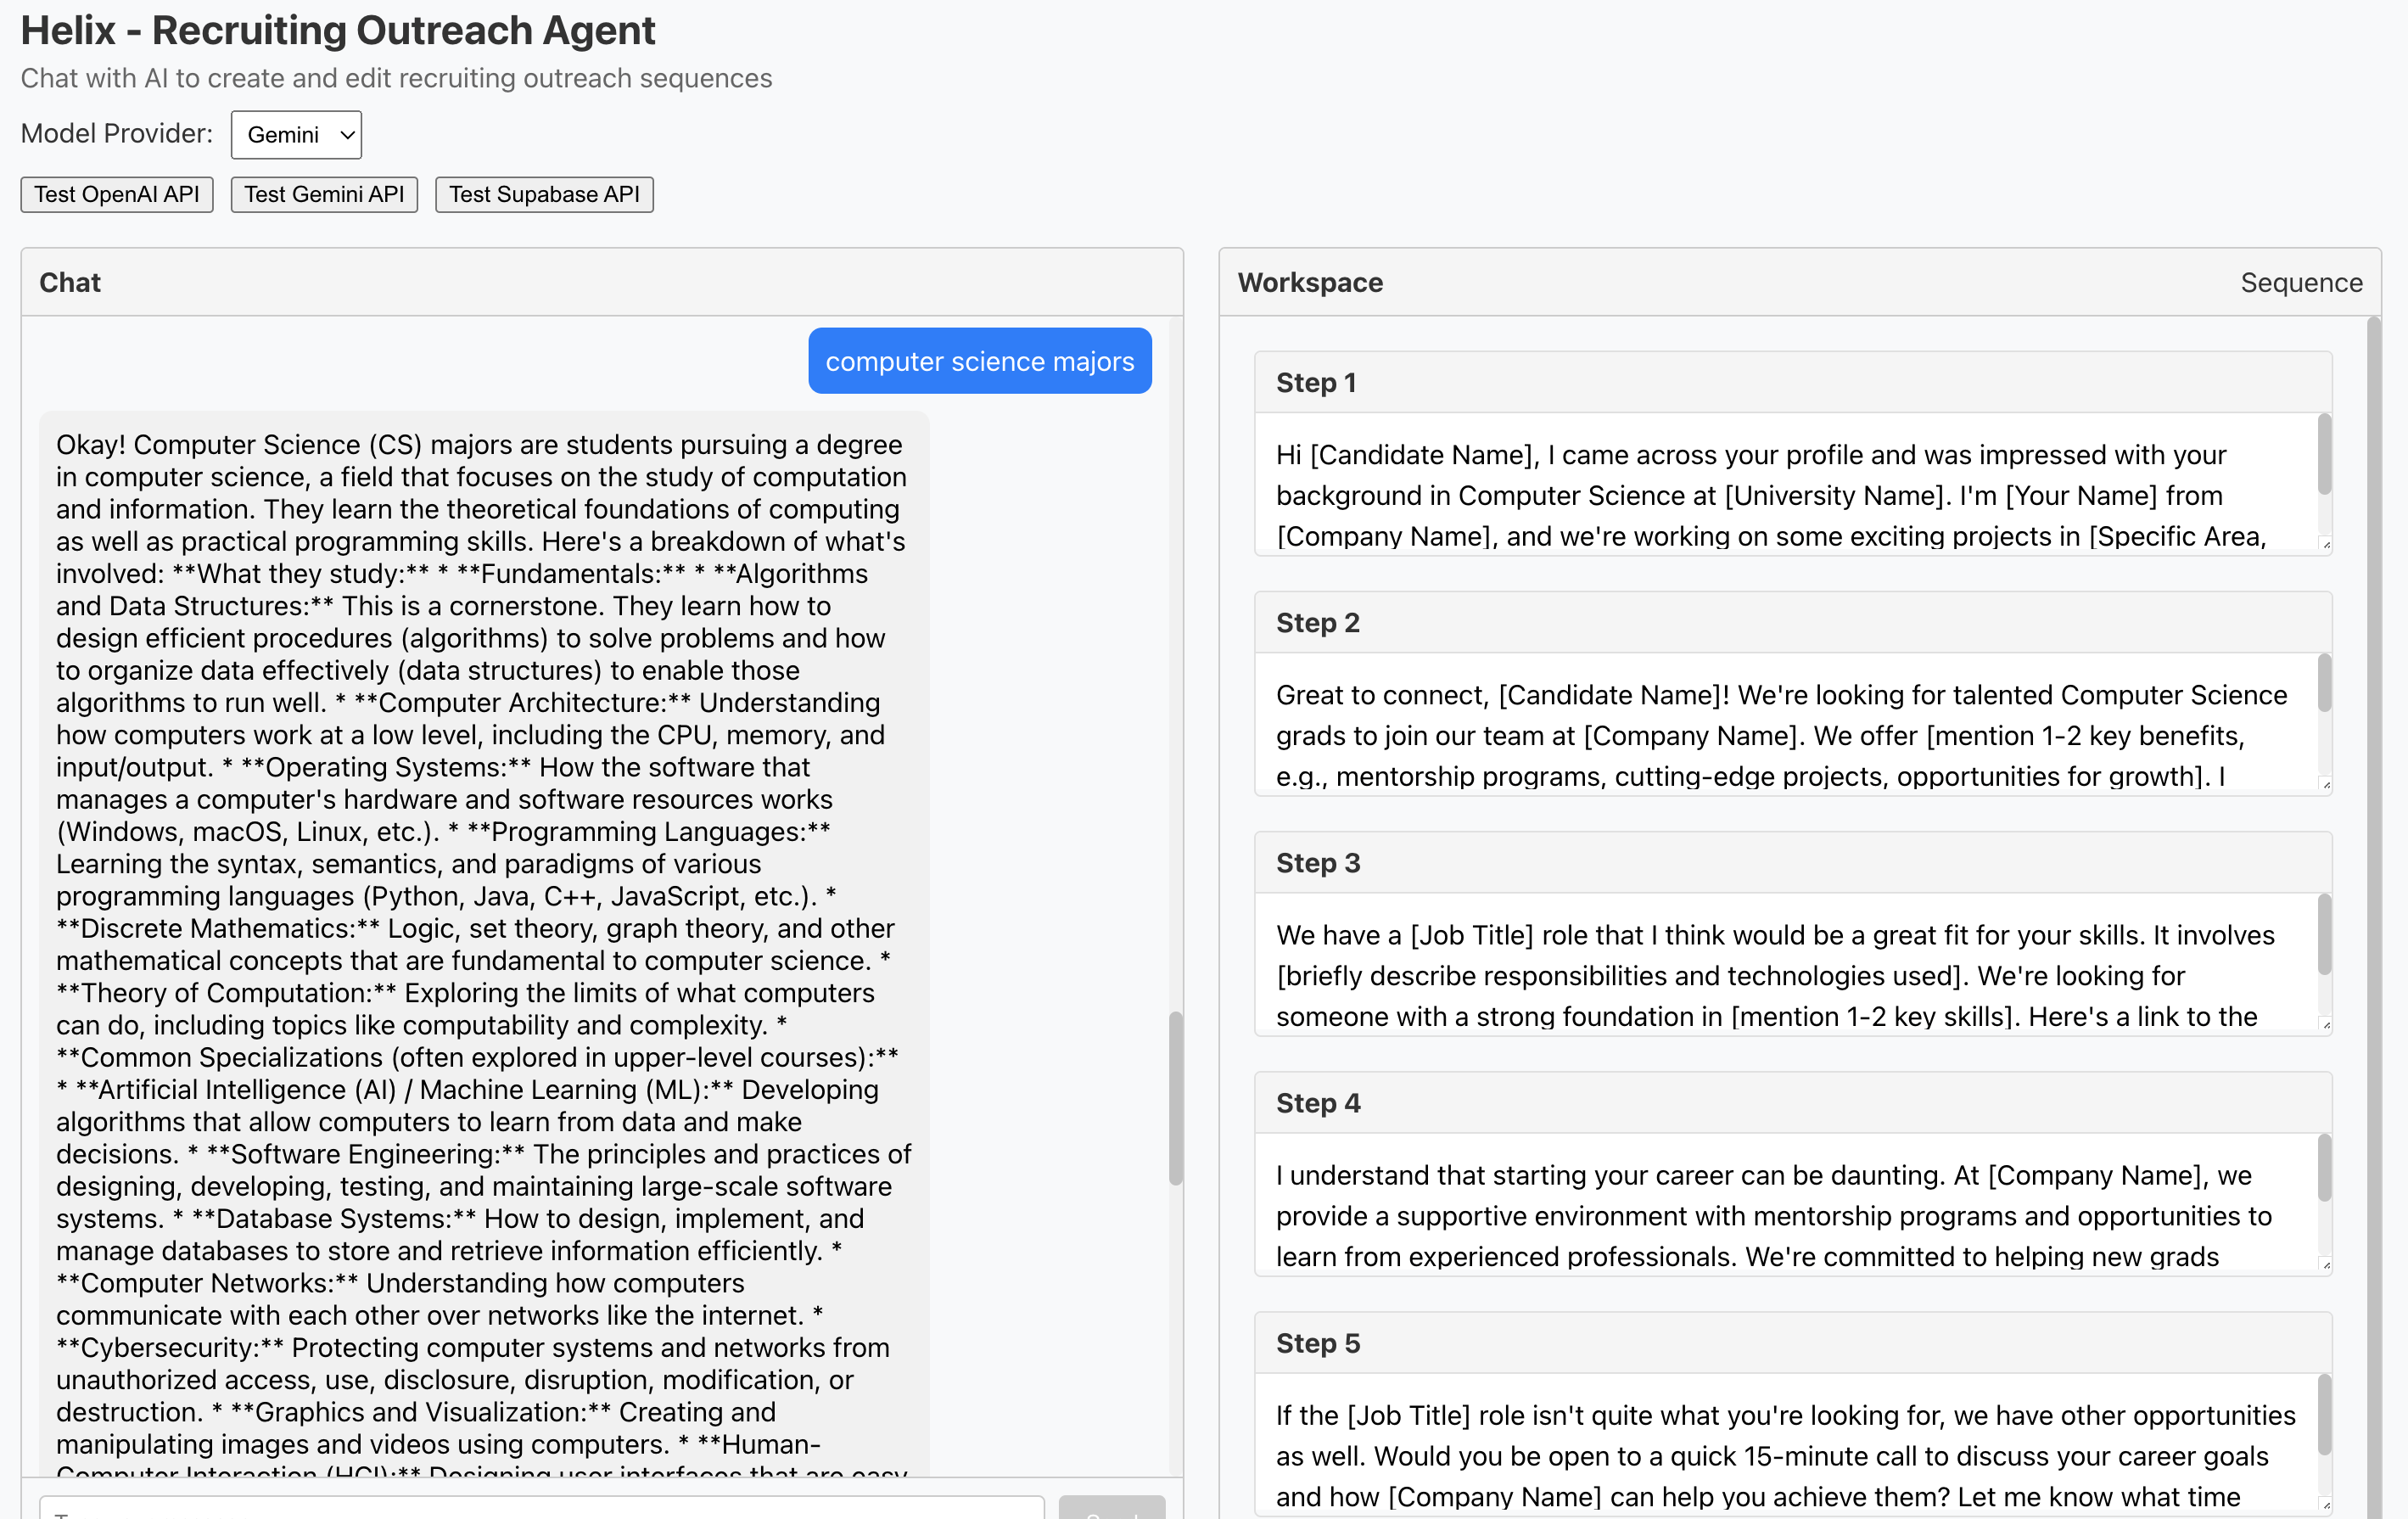 Helix - Recruiting Outreach Agent
Chat with AI to create and edit recruiting outreach sequences
Model Provider: Gemini
Test OpenAI API Test Gemini API Test Supabase API
Chat
computer science majors
Okay! Computer Science (CS) majors are students pursuing a degree
in computer science, a field that focuses on the study of computation
and information. They learn the theoretical foundations of computing
as well as practical programming skills. Here's a breakdown of what's
involved: **What they study:** * **Fundamentals:** * **Algorithms
and Data Structures:** This is a cornerstone. They learn how to
design efficient procedures (algorithms) to solve problems and how
to organize data effectively (data structures) to enable those
algorithms to run well. * **Computer Architecture:** Understanding
how computers work at a low level, including the CPU, memory, and
input/output. * **Operating Systems:** How the software that
manages a computer's hardware and software resources works
(Windows, macOS, Linux, etc.). * **Programming Languages:**
Learning the syntax, semantics, and paradigms of various
programming languages (Python, Java, C++, JavaScript, etc.). *
**Discrete Mathematics:** Logic, set theory, graph theory, and other
mathematical concepts that are fundamental to computer science. *
**Theory of Computation:** Exploring the limits of what computers
can do, including topics like computability and complexity. *
**Common Specializations (often explored in upper-level courses):**
* **Artificial Intelligence (AI) / Machine Learning (ML):** Developing
algorithms that allow computers to learn from data and make
decisions. * **Software Engineering:** The principles and practices of
designing, developing, testing, and maintaining large-scale software
systems. * **Database Systems:** How to design, implement, and
manage databases to store and retrieve information efficiently. *
**Computer Networks:** Understanding how computers
communicate with each other over networks like the internet. *
**Cybersecurity:** Protecting computer systems and networks from
unauthorized access, use, disclosure, disruption, modification, or
destruction. * **Graphics and Visualization:** Creating and
manipulating images and videos using computers. * **Human-
Computer Interaction (HCI):** Designing user interfaces that are easy
Workspace
Sequence
Step 1
Hi [Candidate Name], I came across your profile and was impressed with your
background in Computer Science at [University Name]. I'm [Your Name] from
[Company Name], and we're working on some exciting projects in [Specific Area,
Step 2
Great to connect, [Candidate Name]! We're looking for talented Computer Science
grads to join our team at [Company Name]. We offer [mention 1-2 key benefits,
e.g., mentorship programs, cutting-edge projects, opportunities for growth]. I
Step 3
We have a [Job Title] role that I think would be a great fit for your skills. It involves
[briefly describe responsibilities and technologies used]. We're looking for
someone with a strong foundation in [mention 1-2 key skills]. Here's a link to the
Step 4
I understand that starting your career can be daunting. At [Company Name], we
provide a supportive environment with mentorship programs and opportunities to
learn from experienced professionals. We're committed to helping new grads
Step 5
If the [Job Title] role isn't quite what you're looking for, we have other opportunities
as well. Would you be open to a quick 15-minute call to discuss your career goals
and how [Company Name] can help you achieve them? Let me know what time